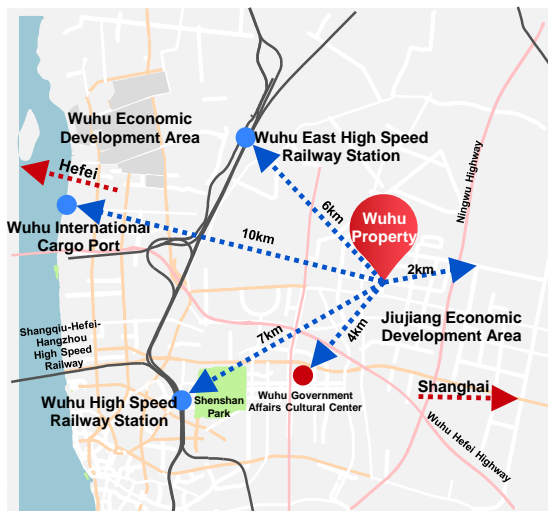 Wuhu Economic
Development Area
Wuhu East High Speed
Railway Station
Ningwu Highway
Hefei
6km
Wuhu
Property
Wuhu International
Cargo Port
10km
2km
Jiujiang Economic
Development Area
Shangqiu-Hefei-
Hangzhou
High Speed
Railway
7km
4km
Shanghai
Wuhu High Speed
Railway Station
Shenshan
Park
Wuhu Government
Affairs Cultural Center
Wuhu Hefei Highway